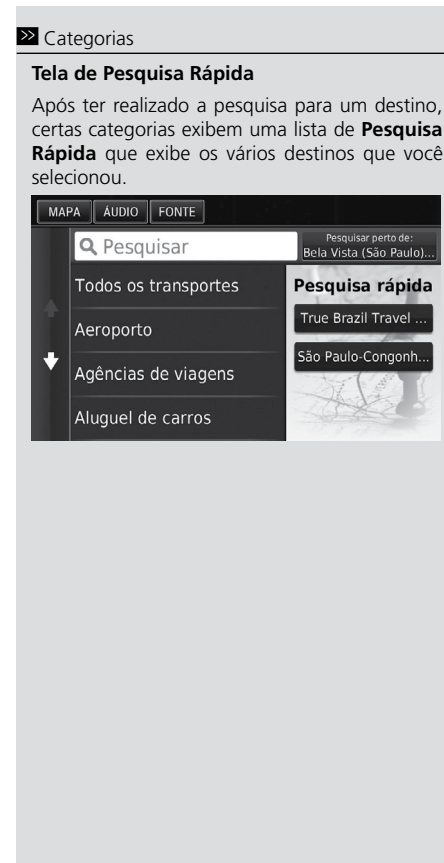 Categorias
Tela de Pesquisa Rápida
Após ter realizado a pesquisa para um destino,
certas categorias exibem uma lista de Pesquisa
Rápida que exibe os vários destinos que você
selecionou.
MAPA ÁUDIO FONTE
Pesquisar
Pesquisar perto de:
Bela Vista (São Paulo)...
Todos os transportes
Aeroporto
Agências de viagens
Aluguel de carros
Pesquisa rápida
True Brazil Travel ...
São Paulo-Congonh...